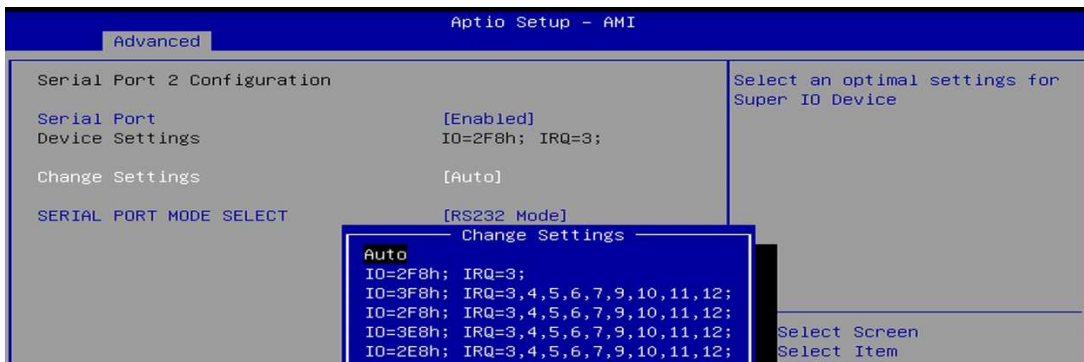 Aptio Setup – AMI
Advanced
Serial Port 2 Configuration
Serial Port [Enabled]
Device Settings IO=2F8h; IRQ=3;
Change Settings [Auto]
SERIAL PORT MODE SELECT [RS232 Mode]
Select an optimal settings for
Super IO Device
Change Settings
Auto
IO=2F8h; IRQ=3;
IO=3F8h; IRQ=3,4,5,6,7,9,10,11,12;
IO=2F8h; IRQ=3,4,5,6,7,9,10,11,12;
IO=3E8h; IRQ=3,4,5,6,7,9,10,11,12;
IO=2E8h; IRQ=3,4,5,6,7,9,10,11,12;
Select Screen
Select Item